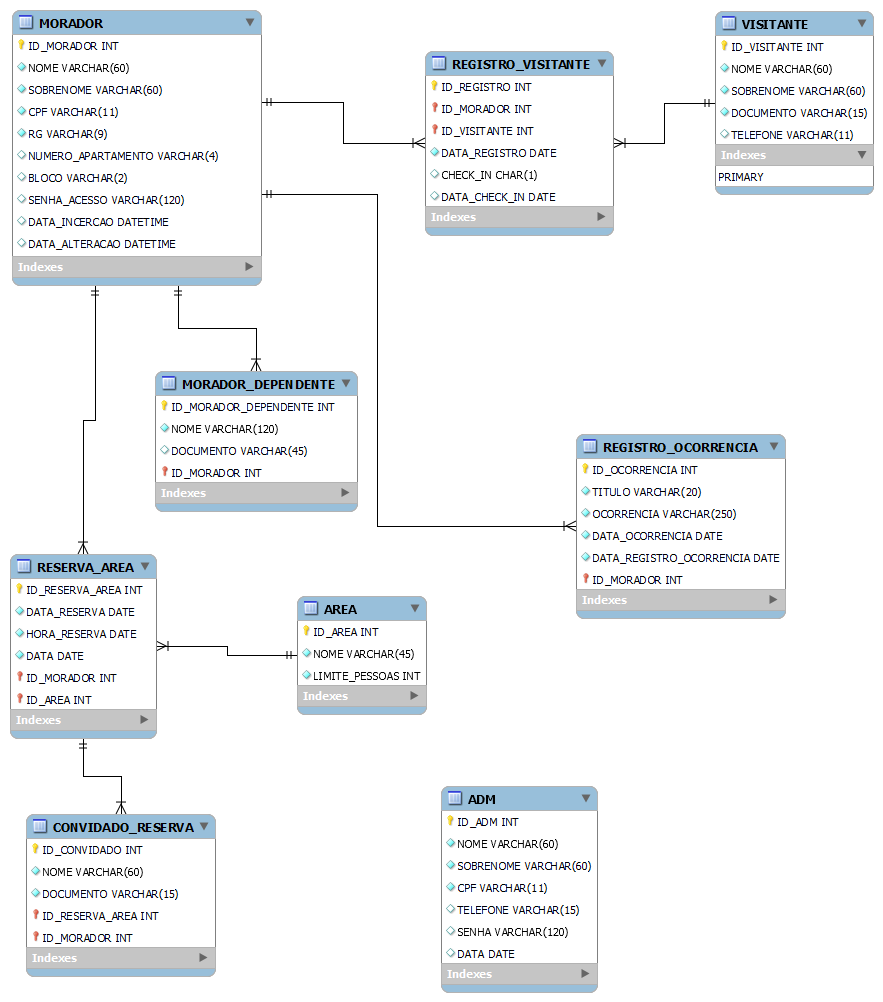 MORADOR
ID_MORADOR INT
NOME VARCHAR(60)
SOBRENOME VARCHAR(60)
CPF VARCHAR(11)
RG VARCHAR(9)
NUMERO_APARTAMENTO VARCHAR(4)
BLOCO VARCHAR(2)
SENHA_ACESSO VARCHAR(120)
DATA_INCERCAO DATETIME
DATA_ALTERACAO DATETIME
Indexes
REGISTRO_VISITANTE
ID_REGISTRO INT
ID_MORADOR INT
ID_VISITANTE INT
DATA_REGISTRO DATE
CHECK_IN CHAR(1)
DATA_CHECK_IN DATE
Indexes
VISITANTE
ID_VISITANTE INT
NOME VARCHAR(60)
SOBRENOME VARCHAR(60)
DOCUMENTO VARCHAR(15)
TELEFONE VARCHAR(11)
Indexes
PRIMARY
MORADOR_DEPENDENTE
ID_MORADOR_DEPENDENTE INT
NOME VARCHAR(120)
DOCUMENTO VARCHAR(45)
ID_MORADOR INT
Indexes
REGISTRO_OCORRENCIA
ID_OCORRENCIA INT
TITULO VARCHAR(20)
OCORRENCIA VARCHAR(250)
DATA_OCORRENCIA DATE
DATA_REGISTRO_OCORRENCIA DATE
ID_MORADOR INT
Indexes
RESERVA_AREA
ID_RESERVA_AREA INT
DATA_RESERVA DATE
HORA_RESERVA DATE
DATA DATE
ID_MORADOR INT
ID_AREA INT
Indexes
AREA
ID_AREA INT
NOME VARCHAR(45)
LIMITE_PESSOAS INT
Indexes
CONVIDADO_RESERVA
ID_CONVIDADO INT
NOME VARCHAR(60)
DOCUMENTO VARCHAR(15)
ID_RESERVA_AREA INT
ID_MORADOR INT
Indexes
ADM
ID_ADM INT
NOME VARCHAR(60)
SOBRENOME VARCHAR(60)
CPF VARCHAR(11)
TELEFONE VARCHAR(15)
SENHA VARCHAR(120)
DATA DATE
Indexes